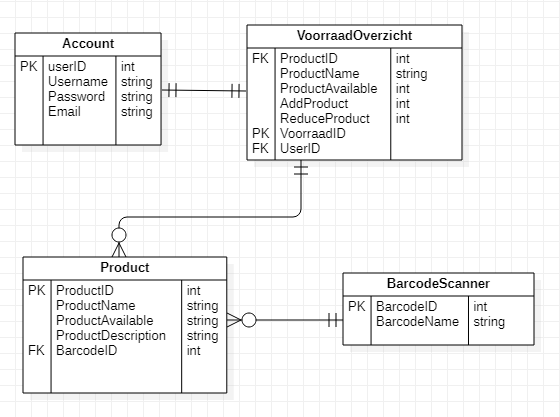 Account
PK userID int
Username string
Password string
Email string
VoorraadOverzicht
FK ProductID int
ProductName string
ProductAvailable int
AddProduct int
ReduceProduct int
PK VoorraadID
FK UserID
Product
PK ProductID int
ProductName string
ProductAvailable string
ProductDescription string
FK BarcodeID int
BarcodeScanner
PK BarcodeID int
BarcodeName string